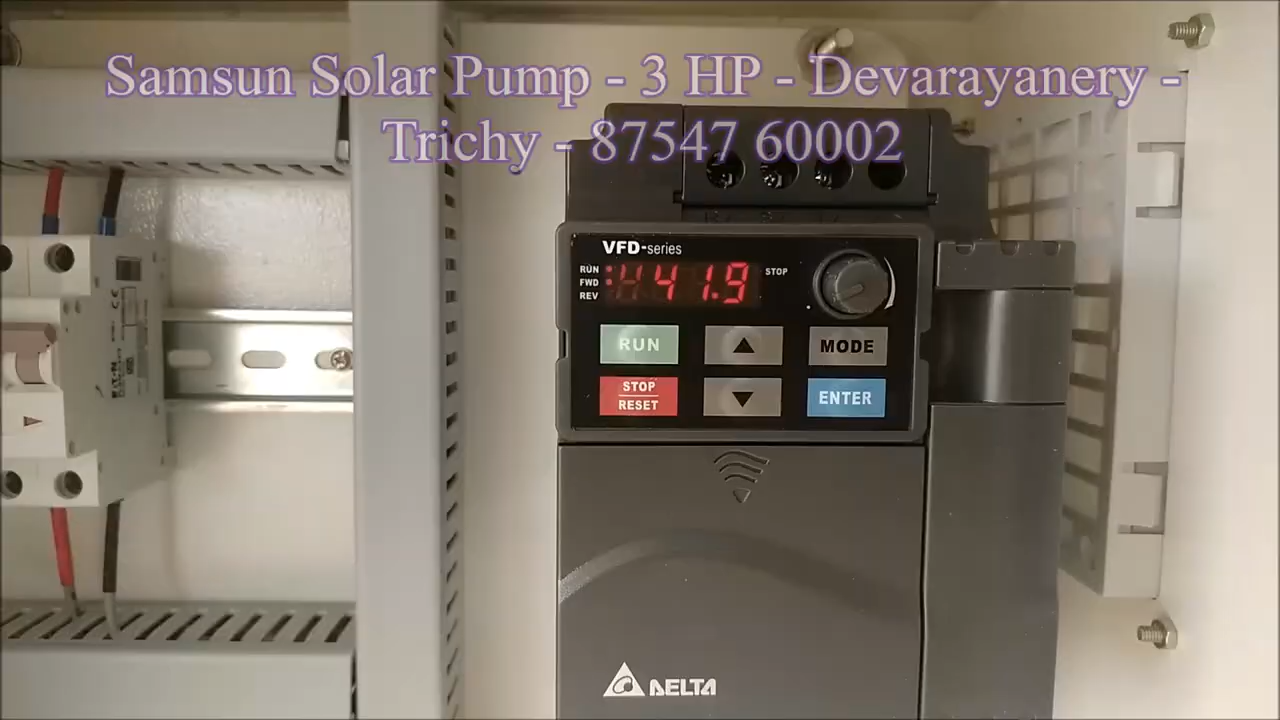 Samsun Solar Pump - 3 HP - Devarayanery -
Trichy - 87547 60002
VFD-series
RUN
FWD
REV
H 41.9
STOP
RUN
▲
MODE
STOP
RESET
▼
ENTER
DELTA